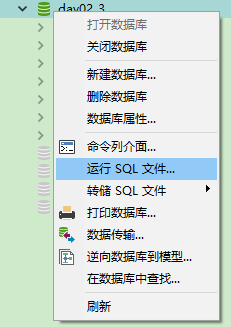 day02_3
打开数据库
关闭数据库
新建数据库...
删除数据库
数据库属性...
命令列介面...
运行 SQL 文件...
转储 SQL 文件
打印数据库...
数据传输...
逆向数据库到模型...
在数据库中查找...
刷新